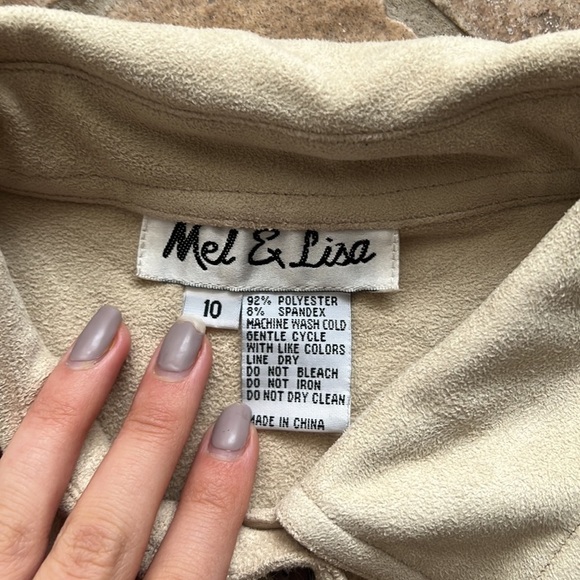 Mel & Lisa
10
92% POLYESTER
8% SPANDEX
MACHINE WASH COLD
GENTLE CYCLE
WITH LIKE COLORS
LINE DRY
DO NOT BLEACH
DO NOT IRON
DO NOT DRY CLEAN
MADE IN CHINA